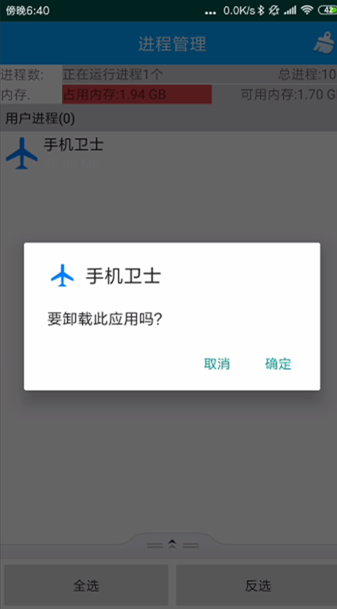 傍晚6:40 ... 0.0K/s 42
进程管理
进程数: 正在运行进程1个 总进程:10
内存. 占用内存:1.94 GB 可用内存:1.70 G
用户进程(0)
手机卫士
手机卫士
要卸载此应用吗?
取消 确定
全选 反选